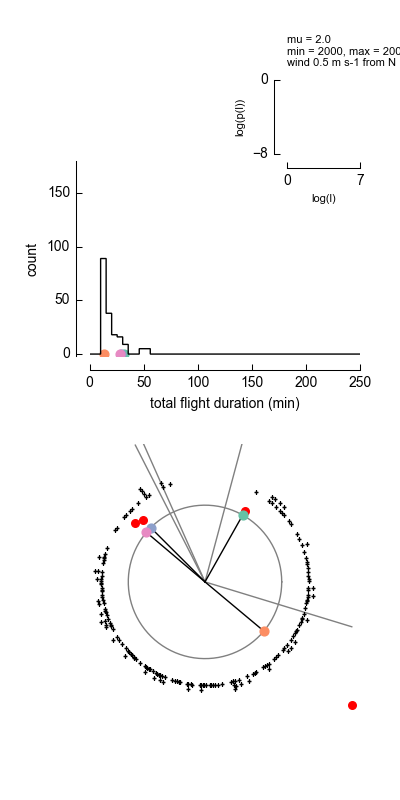 mu = 2.0
min = 2000, max = 200
wind 0.5 m s-1 from N
0
log(p(l))
−8
0 7
log(l)
150
100
count
50
0
0 50 100 150 200 250
total flight duration (min)